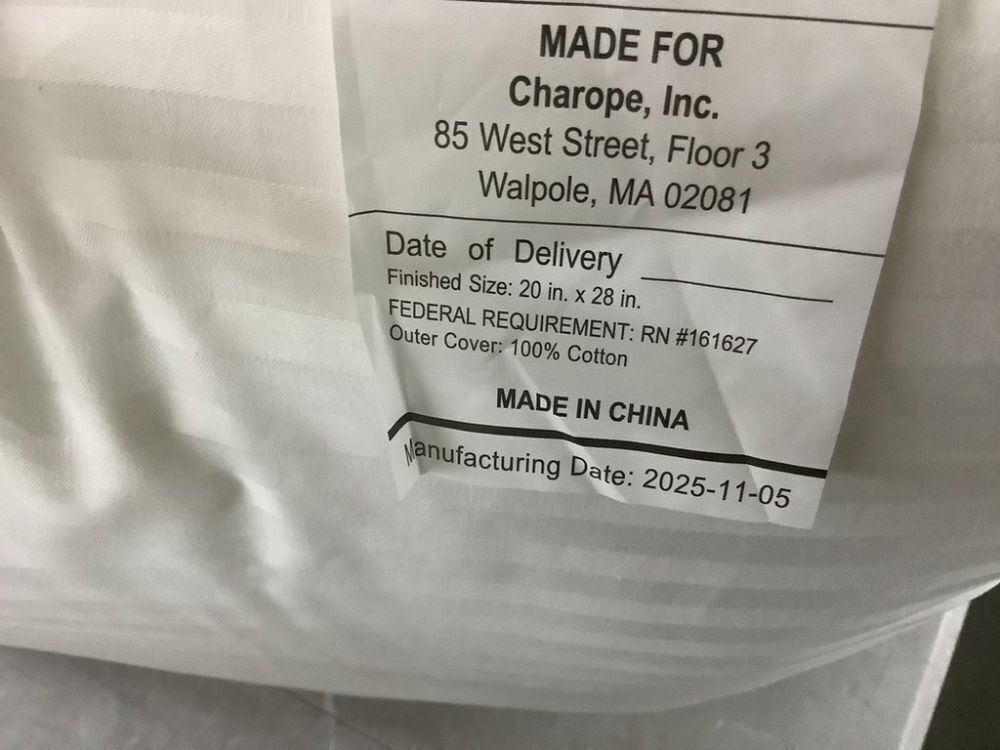 MADE FOR
Charope, Inc.
85 West Street, Floor 3
Walpole, MA 02081
Date of Delivery
Finished Size: 20 in. x 28 in.
FEDERAL REQUIREMENT: RN #161627
Outer Cover: 100% Cotton
MADE IN CHINA
Manufacturing Date: 2025-11-05